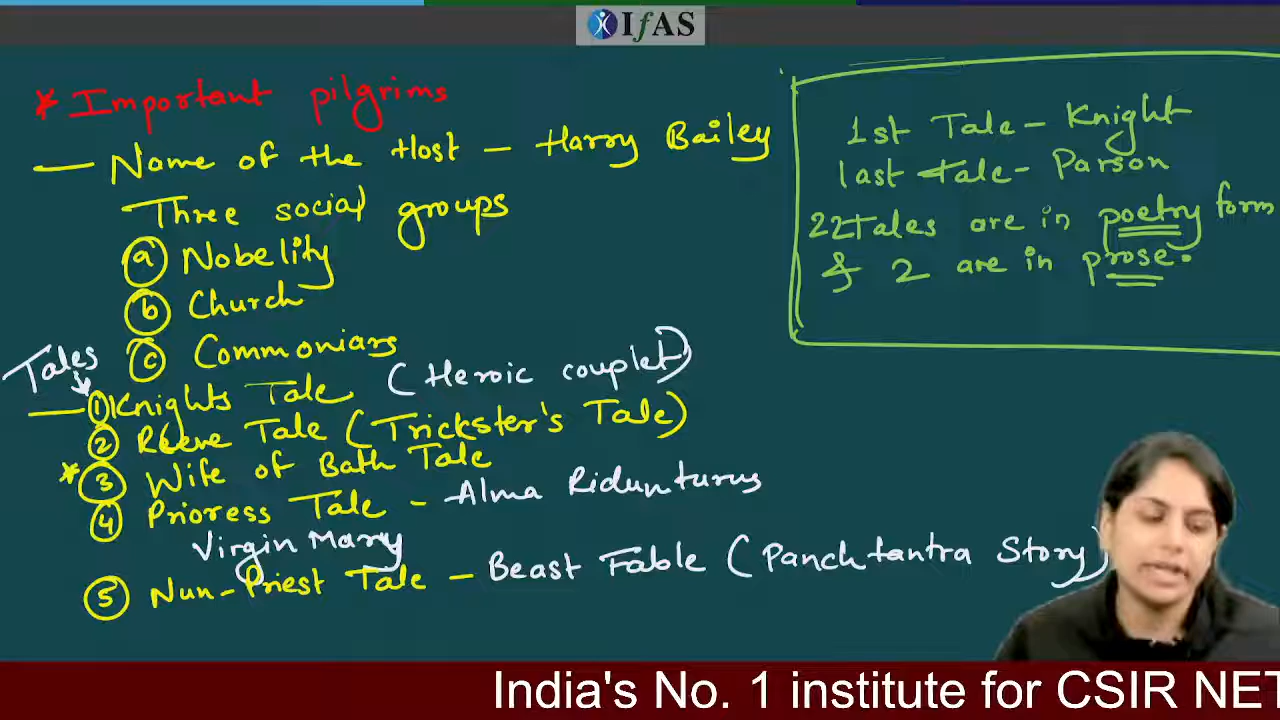 IfAS
* Important pilgrims
— Name of the Host – Harry Bailey
Three social groups
(a) Nobelity
(b) Church
(c) Commoniars
Tales
— (1) Knights Tale (Heroic couplet)
(2) Reeve Tale (Trickster's Tale)
* (3) Wife of Bath Tale
(4) Prioress Tale - Alma Ridunturus
Virgin Mary
(5) Nun-Priest Tale – Beast Fable (Panchtantra Story)
1st Tale – Knight
last Tale- Parson
22Tales are in poetry form
& 2 are in prose.
India's No. 1 institute for CSIR NET